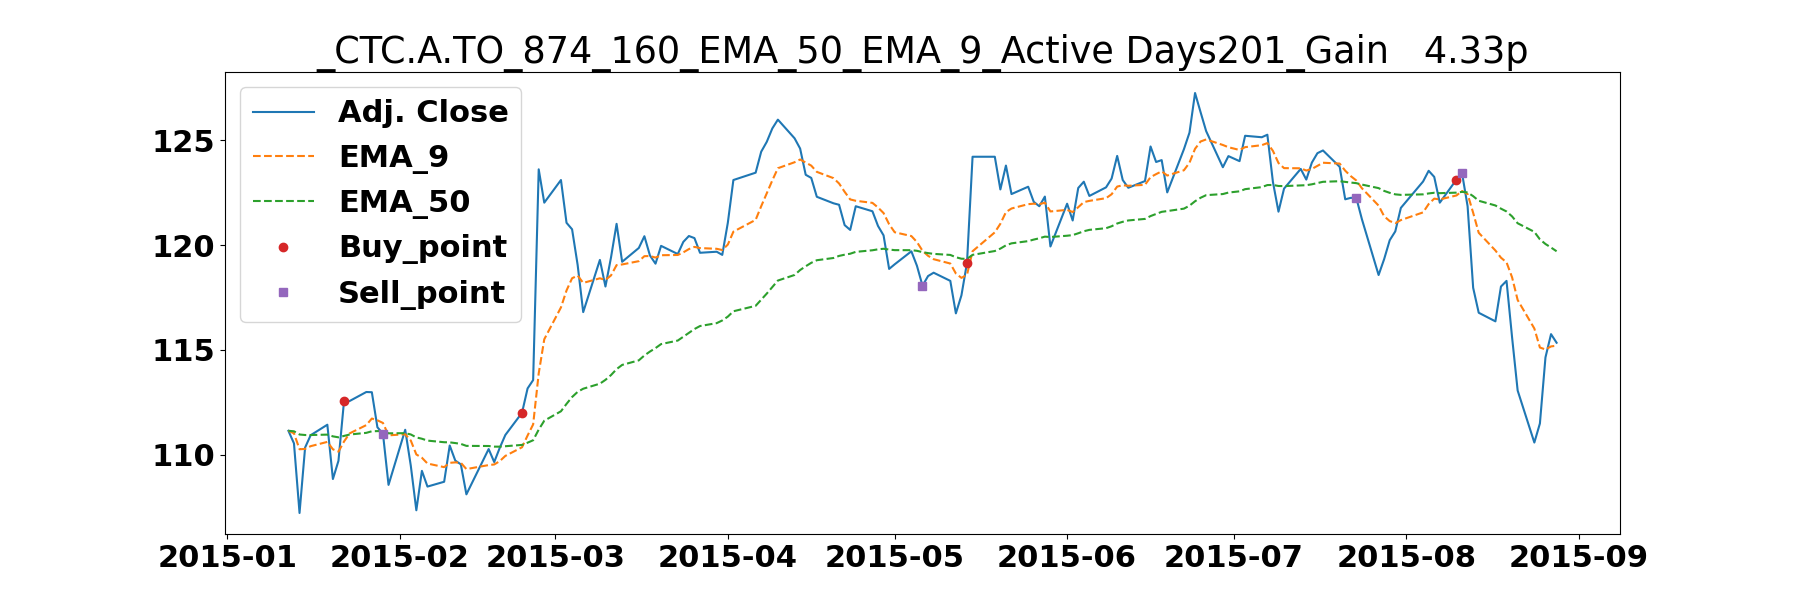 _CTC.A.TO_874_160_EMA_50_EMA_9_Active Days201_Gain   4.33p
Adj. Close
EMA_9
EMA_50
Buy_point
Sell_point
125
120
115
110
2015-01 2015-02 2015-03 2015-04 2015-05 2015-06 2015-07 2015-08 2015-09